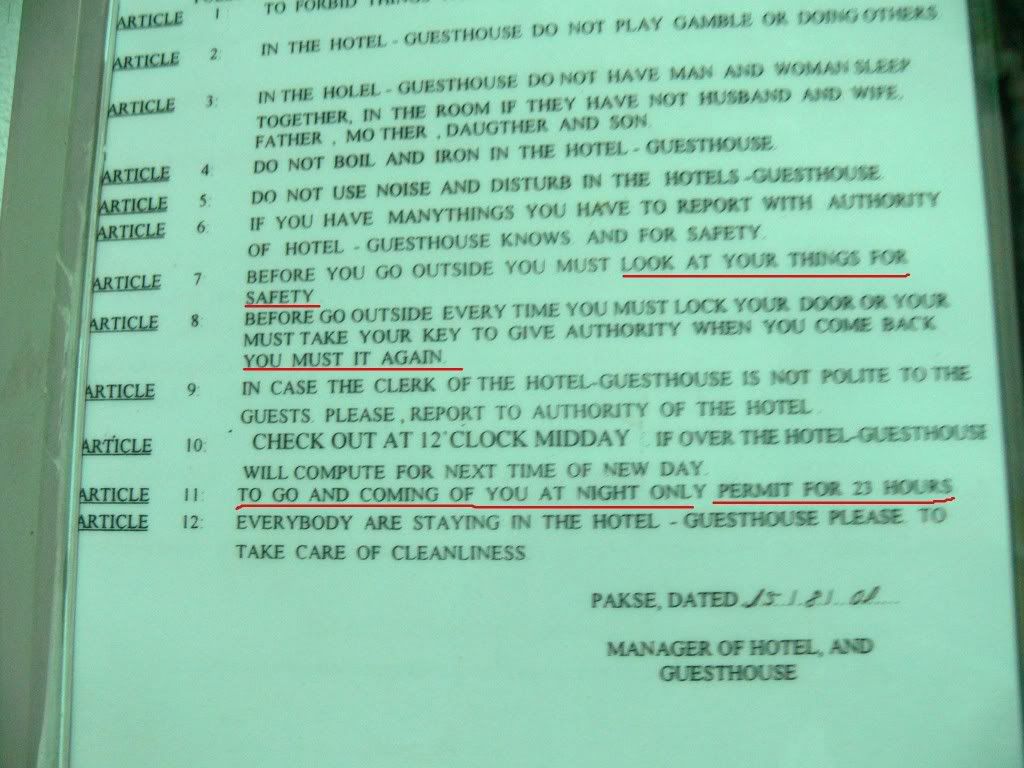 ARTICLE 1 TO FORBID THINGS
ARTICLE 2: IN THE HOTEL - GUESTHOUSE DO NOT PLAY GAMBLE OR DOING OTHERS
ARTICLE 3: IN THE HOLEL - GUESTHOUSE DO NOT HAVE MAN AND WOMAN SLEEP
TOGETHER, IN THE ROOM IF THEY HAVE NOT HUSBAND AND WIFE,
FATHER , MO THER , DAUGTHER AND SON.
ARTICLE 4: DO NOT BOIL AND IRON IN THE HOTEL - GUESTHOUSE.
ARTICLE 5: DO NOT USE NOISE AND DISTURB IN THE HOTELS -GUESTHOUSE.
ARTICLE 6: IF YOU HAVE MANYTHINGS YOU HAVE TO REPORT WITH AUTHORITY
OF HOTEL - GUESTHOUSE KNOWS. AND FOR SAFETY.
ARTICLE 7 BEFORE YOU GO OUTSIDE YOU MUST LOOK AT YOUR THINGS FOR
SAFETY
ARTICLE 8: BEFORE GO OUTSIDE EVERY TIME YOU MUST LOCK YOUR DOOR OR YOUR
MUST TAKE YOUR KEY TO GIVE AUTHORITY WHEN YOU COME BACK
YOU MUST IT AGAIN.
ARTICLE 9: IN CASE THE CLERK OF THE HOTEL-GUESTHOUSE IS NOT POLITE TO THE
GUESTS. PLEASE , REPORT TO AUTHORITY OF THE HOTEL .
ARTICLE 10: CHECK OUT AT 12'CLOCK MIDDAY . IF OVER THE HOTEL-GUESTHOUSE
WILL COMPUTE FOR NEXT TIME OF NEW DAY.
ARTICLE 11: TO GO AND COMING OF YOU AT NIGHT ONLY PERMIT FOR 23 HOURS
ARTICLE 12: EVERYBODY ARE STAYING IN THE HOTEL - GUESTHOUSE PLEASE TO
TAKE CARE OF CLEANLINESS
PAKSE, DATED
MANAGER OF HOTEL, AND
GUESTHOUSE